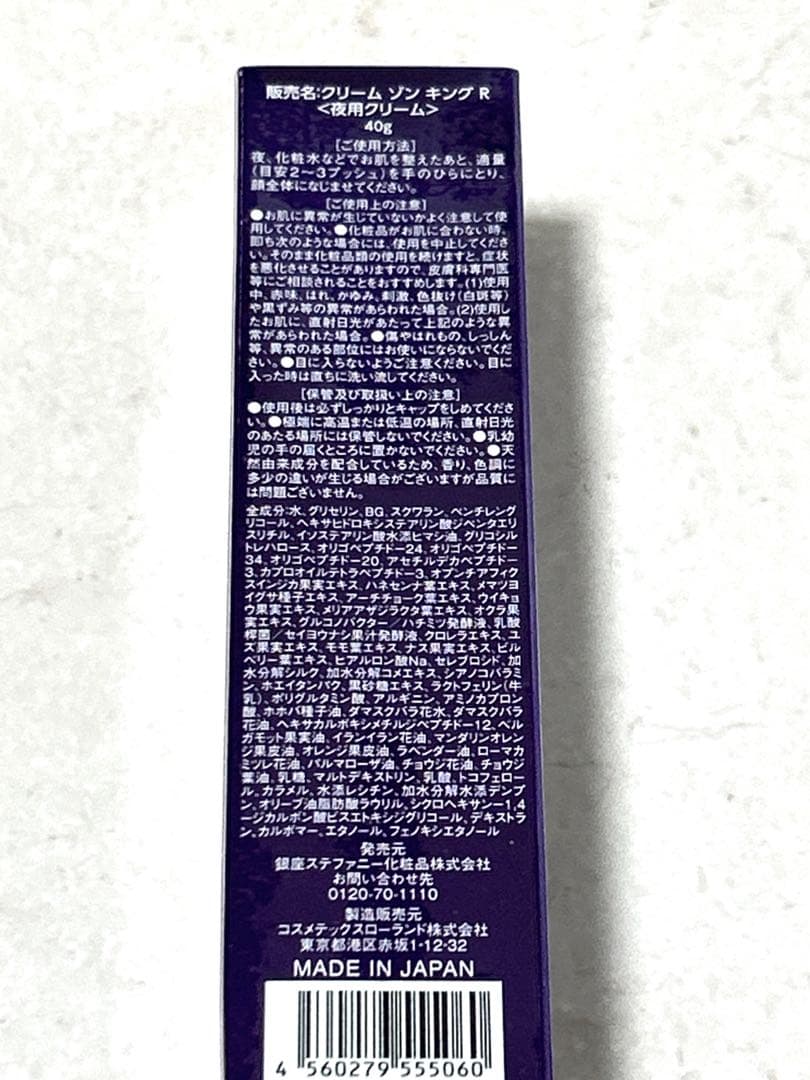 販売名:クリーム ゾン キング R
<夜用クリーム>
40g
[ご使用方法]
夜、化粧水などでお肌を整えたあと、適量
(目安2～3プッシュ)を手のひらにとり、
顔全体になじませてください。
[ご使用上の注意]
●お肌に異常が生じていないかよく注意して使
用してください。●化粧品がお肌に合わない時、
即ち次のような場合には、使用を中止してくださ
い。そのまま化粧品類の使用を続けますと、症状
を悪化させることがありますので、皮膚科専門医
等にご相談されることをおすすめします。(1)使用
中、赤味、はれ、かゆみ、刺激、色抜け(白斑等)
や黒ずみ等の異常があらわれた場合。(2)使用し
たお肌に、直射日光があたって上記のような異
常があらわれた場合。●傷やはれもの、しっしん
等、異常のある部位にはお使いにならないでくだ
さい。●目に入らないようご注意ください。目に
入った時は直ちに洗い流してください。
[保管及び取扱い上の注意]
●使用後は必ずしっかりとキャップをしめてくださ
い。●極端に高温または低温の場所、直射日光
のあたる場所には保管しないでください。●乳幼
児の手の届くところに置かないでください。●天
然由来成分を配合しているため、香り、色調に
多少の違いが生じる場合がございますが品質に
は問題ございません。
全成分:水、グリセリン、BG、スクワラン、ペンチレング
リコール、ヘキサヒドロキシステアリン酸ジペンタエリ
スリチル、イソステアリン酸水添ヒマシ油、グリコシル
トレハロース、オリゴペプチド-24、オリゴペプチド-
34、オリゴペプチド-20、アセチルデカペプチド-
3、カプロオイルテトラペプチド-3、オプンチアフィク
スインジカ果実エキス、ハネセンナ葉エキス、メマツヨ
イグサ種子エキス、アーチチョーク葉エキス、ウイキョ
ウ果実エキス、メリアアザジラクタ葉エキス、オクラ果
実エキス、グルコノバクター/ハチミツ発酵液、乳酸
桿菌/セイヨウナシ果汁発酵液、クロレラエキス、ユ
ズ果実エキス、モモ葉エキス、ナス果実エキス、ビル
ベリー葉エキス、ヒアルロン酸Na、セレブロシド、加
水分解シルク、加水分解コメエキス、シアノコバラミ
ン、ホエイタンパク、黒砂糖エキス、ラクトフェリン(牛
乳)、ポリグルタミン酸、アルギニン、アミノカプロン
酸、ホホバ種子油、ダマスクバラ花水、ダマスクバラ
花油、ヘキサカルボキシメチルジペプチド-12、ベル
ガモット果実油、イランイラン花油、マンダリンオレン
ジ果皮油、オレンジ果皮油、ラベンダー油、ローマカ
ミツレ花油、パルマローザ油、チョウジ花油、チョウジ
葉油、乳糖、マルトデキストリン、乳酸、トコフェロー
ル、カラメル、水添レシチン、加水分解水添デンプ
ン、オリーブ油脂肪酸ラウリル、シクロヘキサン-1,4
-ジカルボン酸ビスエトキシジグリコール、デキストラ
ン、カルボマー、エタノール、フェノキシエタノール
発売元
銀座ステファニー化粧品株式会社
お問い合わせ先
0120-70-1110
製造販売元
コスメテックスローランド株式会社
東京都港区赤坂1-12-32
MADE IN JAPAN
4 560279 555060